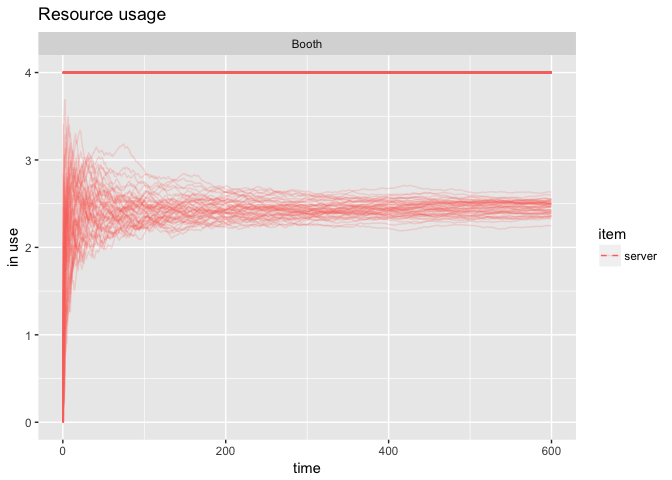 Resource usage
Booth
4
3
2
1
0
in use
0 200 400 600
time
item
server